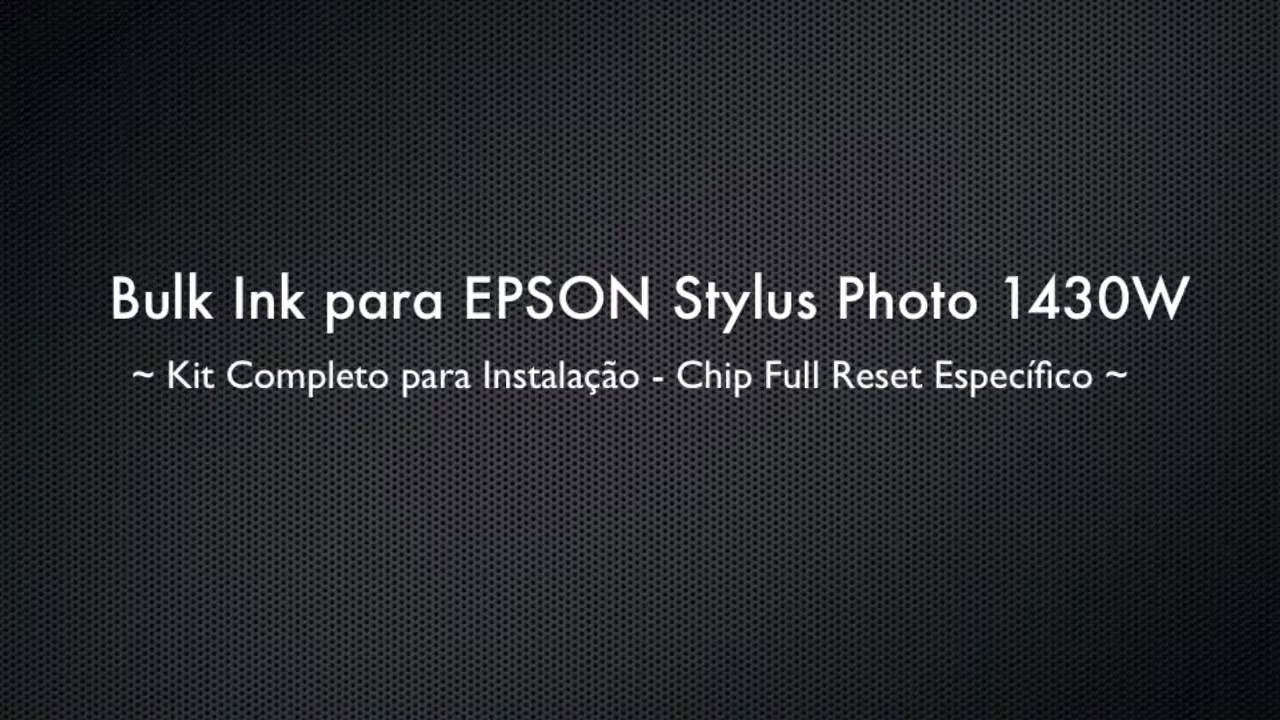 Bulk Ink para EPSON Stylus Photo 1430W
~ Kit Completo para Instalação - Chip Full Reset Específico ~